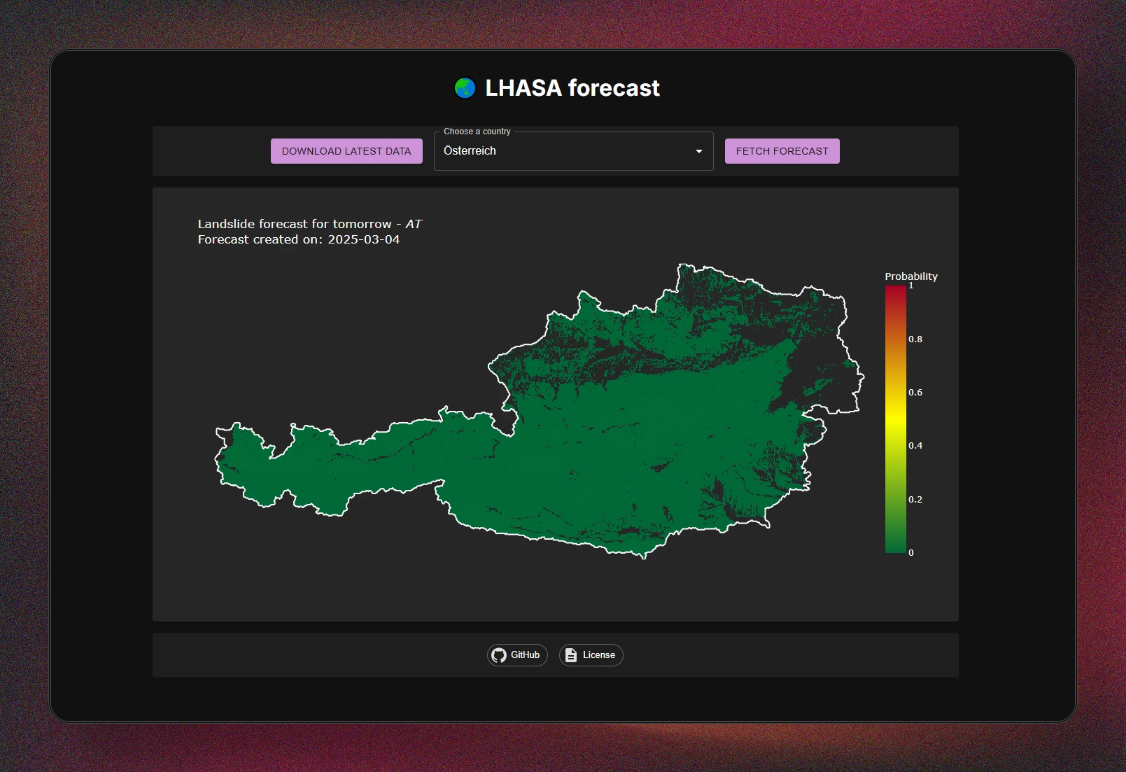 LHASA forecast
DOWNLOAD LATEST DATA
Choose a country
Österreich
FETCH FORECAST
Landslide forecast for tomorrow - AT
Forecast created on: 2025-03-04
Probability
1
0.8
0.6
0.4
0.2
0
GitHub
License